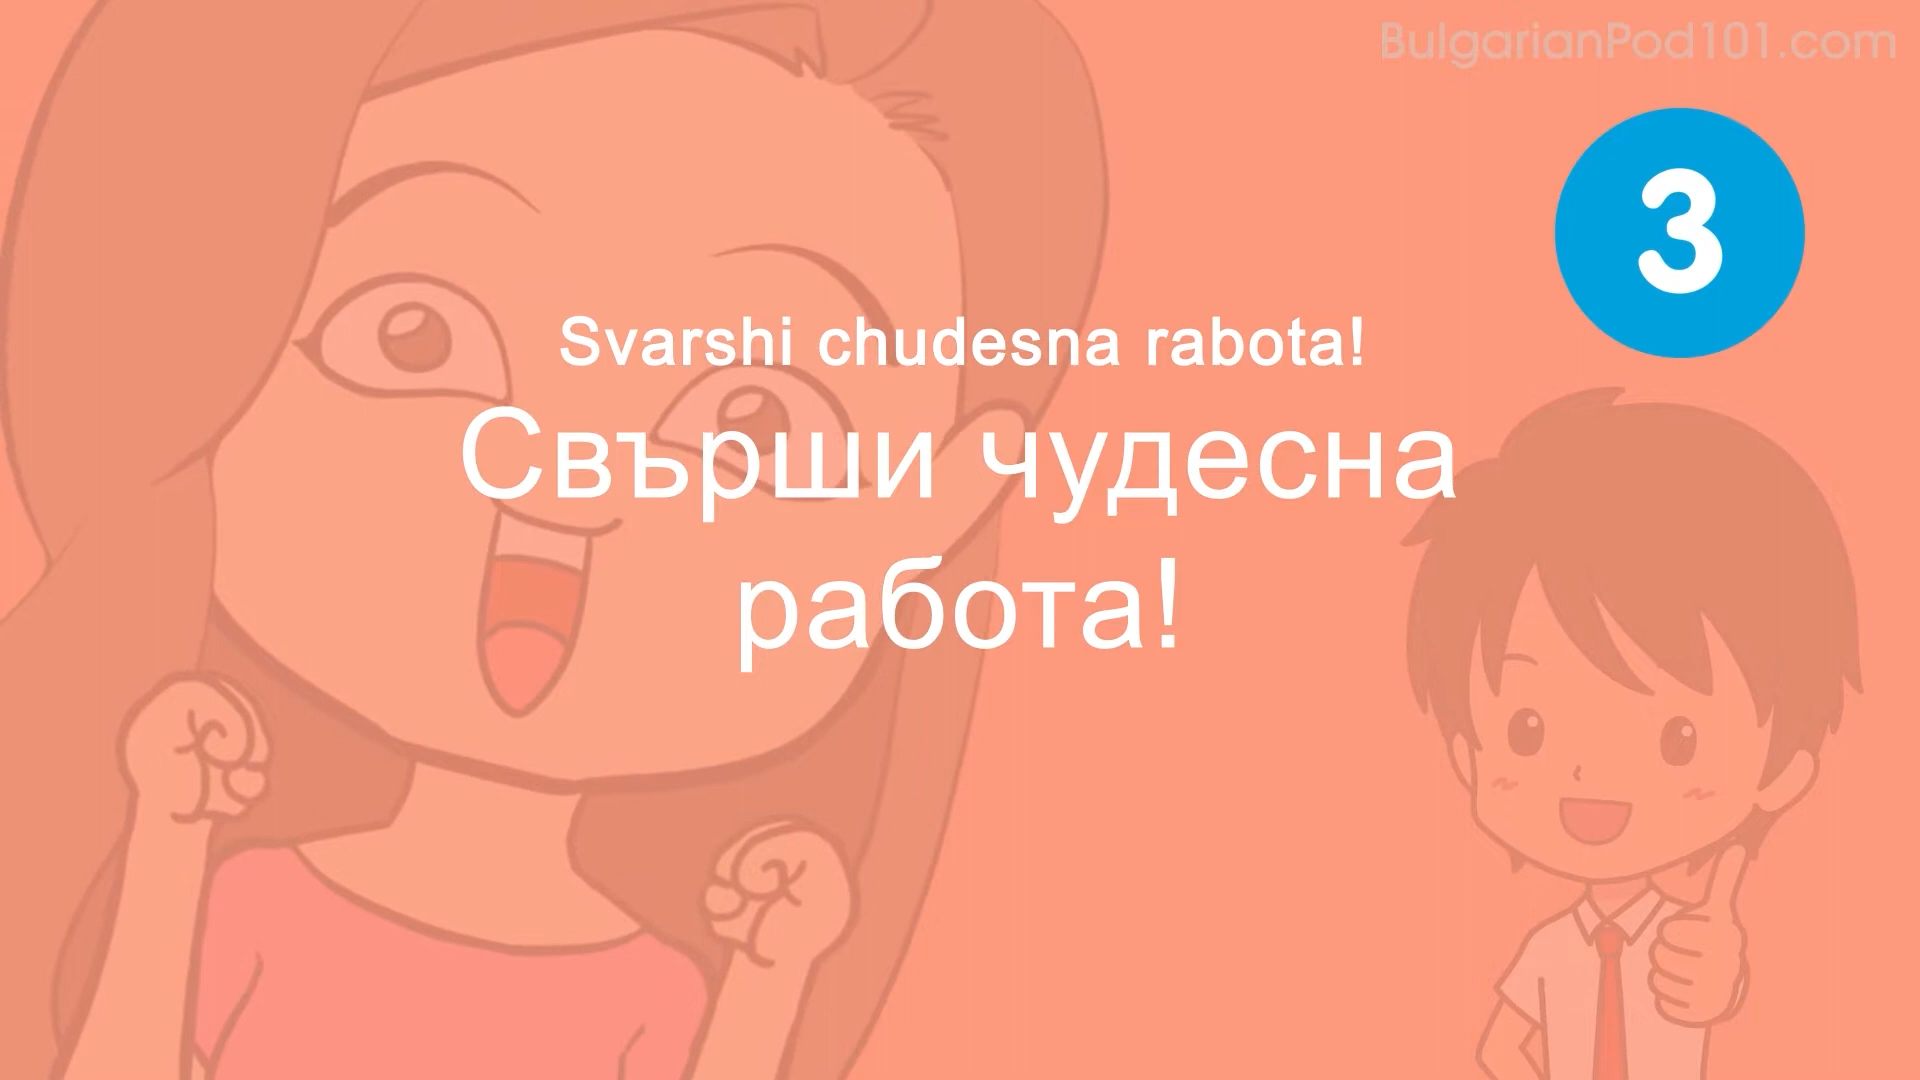 BulgarianPod101.com
3
Svarshi chudesna rabota!
Свърши чудесна
работа!